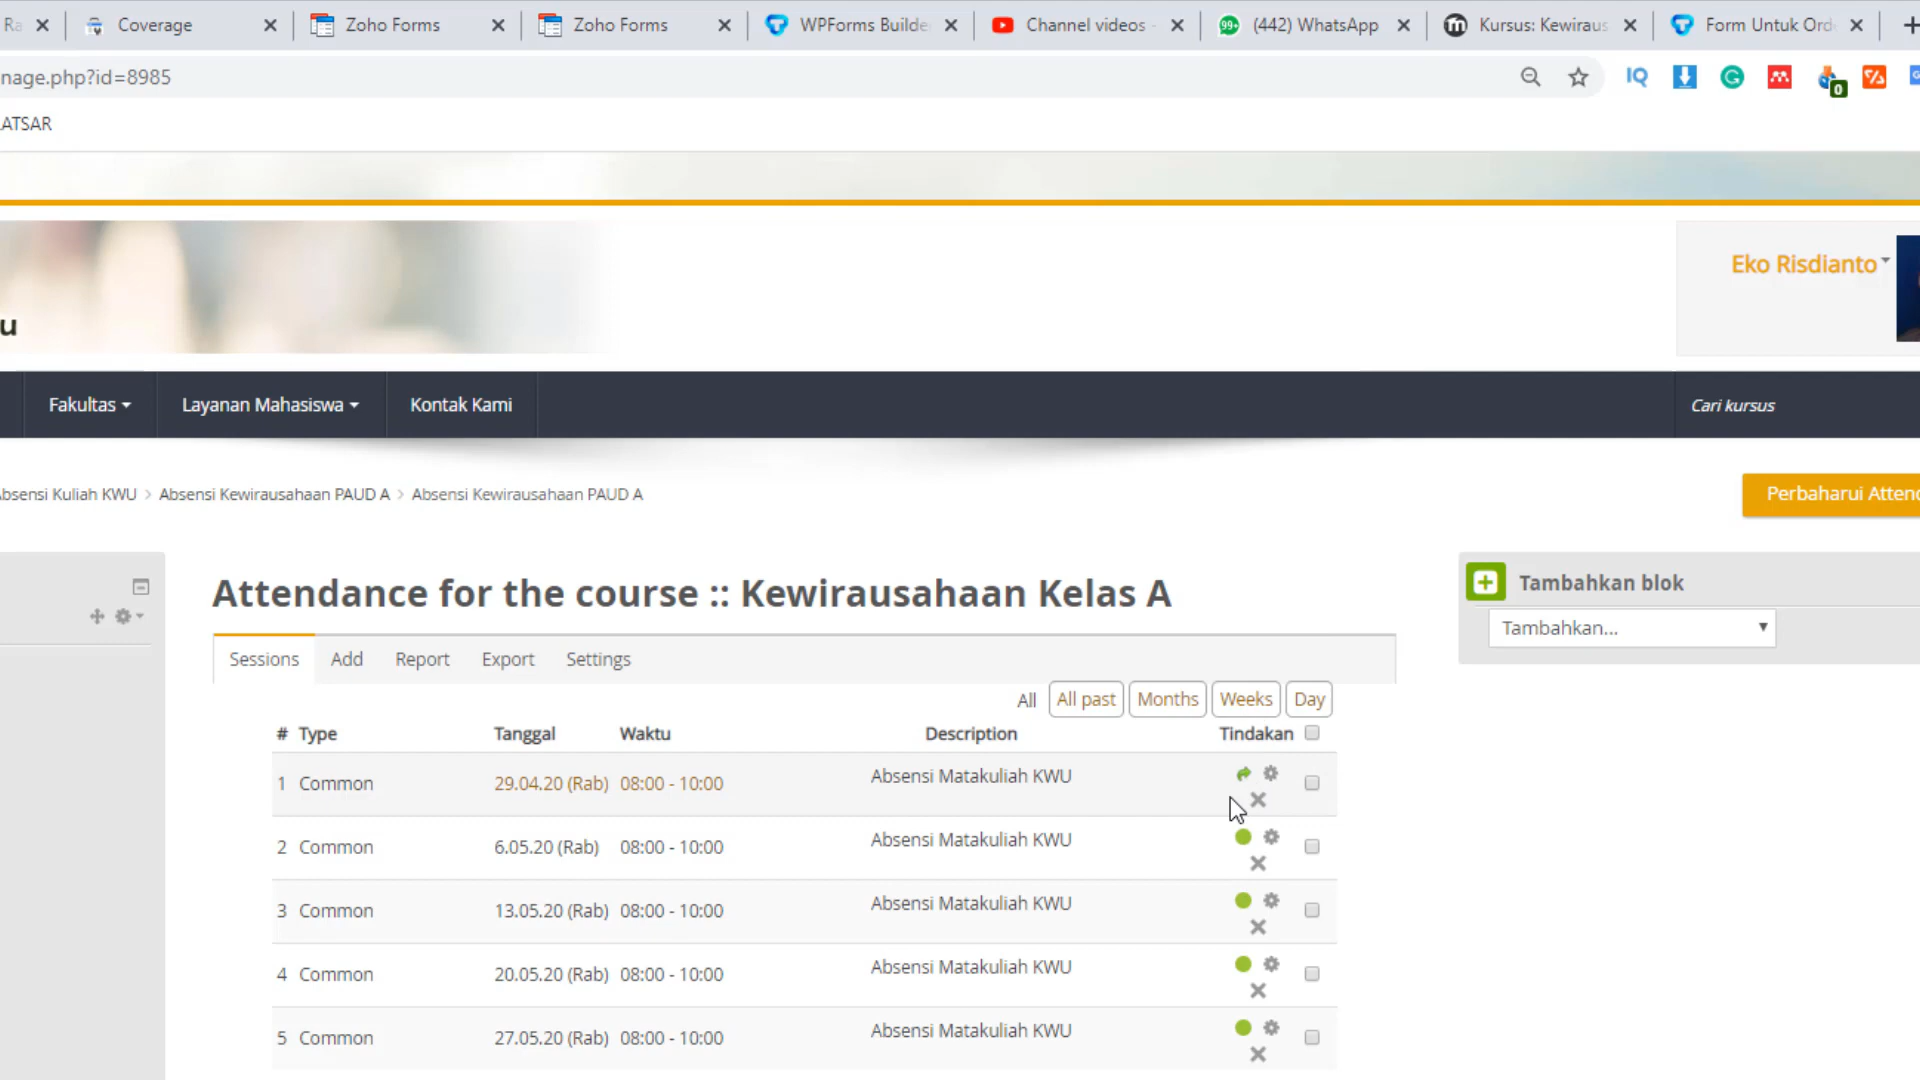 Ra
Coverage
Zoho Forms
Zoho Forms
WPForms Builde
Channel videos -
99+
(442) WhatsApp
Kursus: Kewiraus
Form Untuk Ord
nage.php?id=8985
IQ
0
ATSAR
u
Eko Risdianto
Fakultas
Layanan Mahasiswa
Kontak Kami
Cari kursus
Absensi Kuliah KWU > Absensi Kewirausahaan PAUD A > Absensi Kewirausahaan PAUD A
Perbaharui Atten
Attendance for the course :: Kewirausahaan Kelas A
Tambahkan blok
Tambahkan...
Sessions Add Report Export Settings
All All past Months Weeks Day
# Type Tanggal Waktu Description Tindakan
1 Common 29.04.20 (Rab) 08:00 - 10:00 Absensi Matakuliah KWU
2 Common 6.05.20 (Rab) 08:00 - 10:00 Absensi Matakuliah KWU
3 Common 13.05.20 (Rab) 08:00 - 10:00 Absensi Matakuliah KWU
4 Common 20.05.20 (Rab) 08:00 - 10:00 Absensi Matakuliah KWU
5 Common 27.05.20 (Rab) 08:00 - 10:00 Absensi Matakuliah KWU